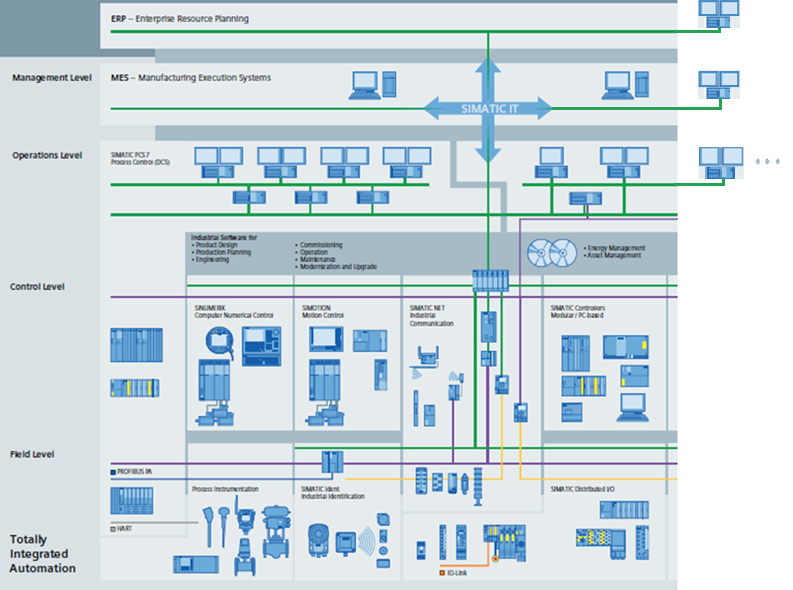 ERP – Enterprise Resource Planning
Management Level
MES – Manufacturing Execution Systems
SIMATIC IT
Operations Level
SIMATIC PCS 7
Process Control (DCS)
Industrial Software for
• Product Design
• Production Planning
• Engineering
• Commissioning
• Operation
• Maintenance
• Modernization and Upgrade
• Energy Management
• Asset Management
Control Level
SINUMERIK
Computer Numerical Control
SIMOTION
Motion Control
SIMATIC NET
Industrial
Communication
SIMATIC Controllers
Modular / PC-based
Field Level
PROFIBUS PA
Process Instrumentation
SIMATIC Ident
Industrial Identification
SIMATIC Distributed I/O
HART
Totally
Integrated
Automation
IO-Link